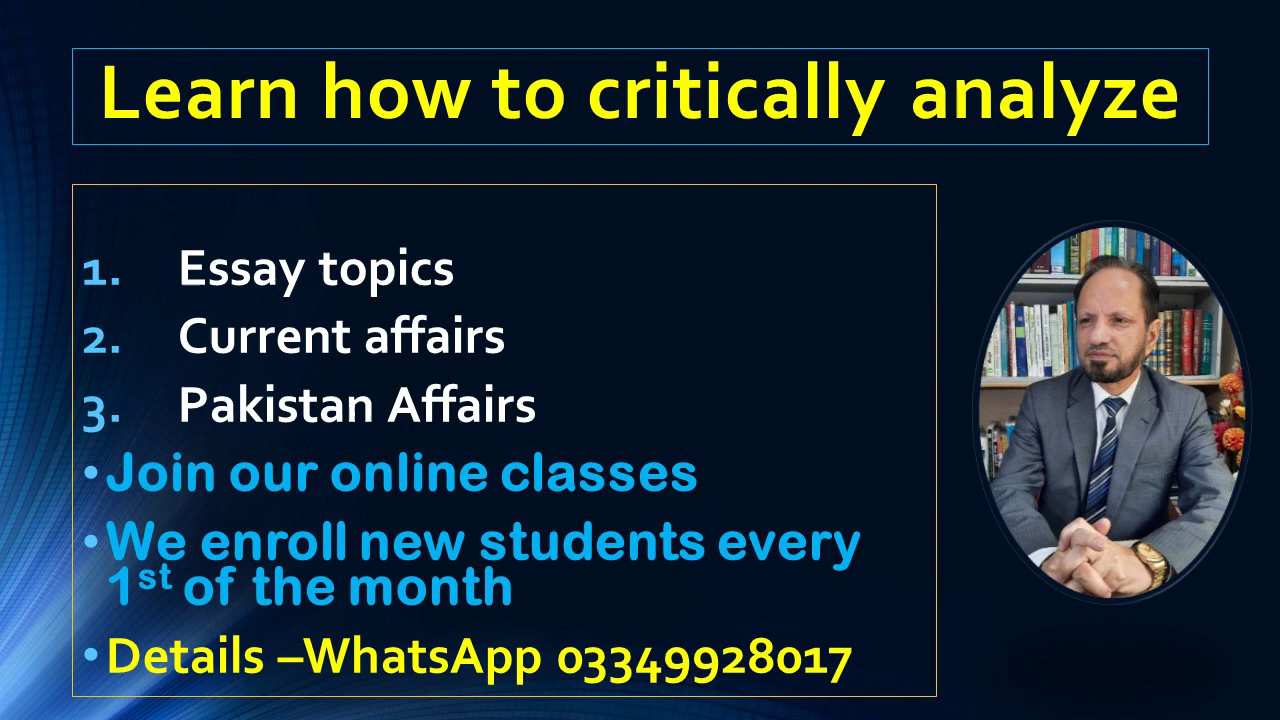 Learn how to critically analyze
1. Essay topics
2. Current affairs
3. Pakistan Affairs
• Join our online classes
• We enroll new students every
1st of the month
• Details –WhatsApp 03349928017